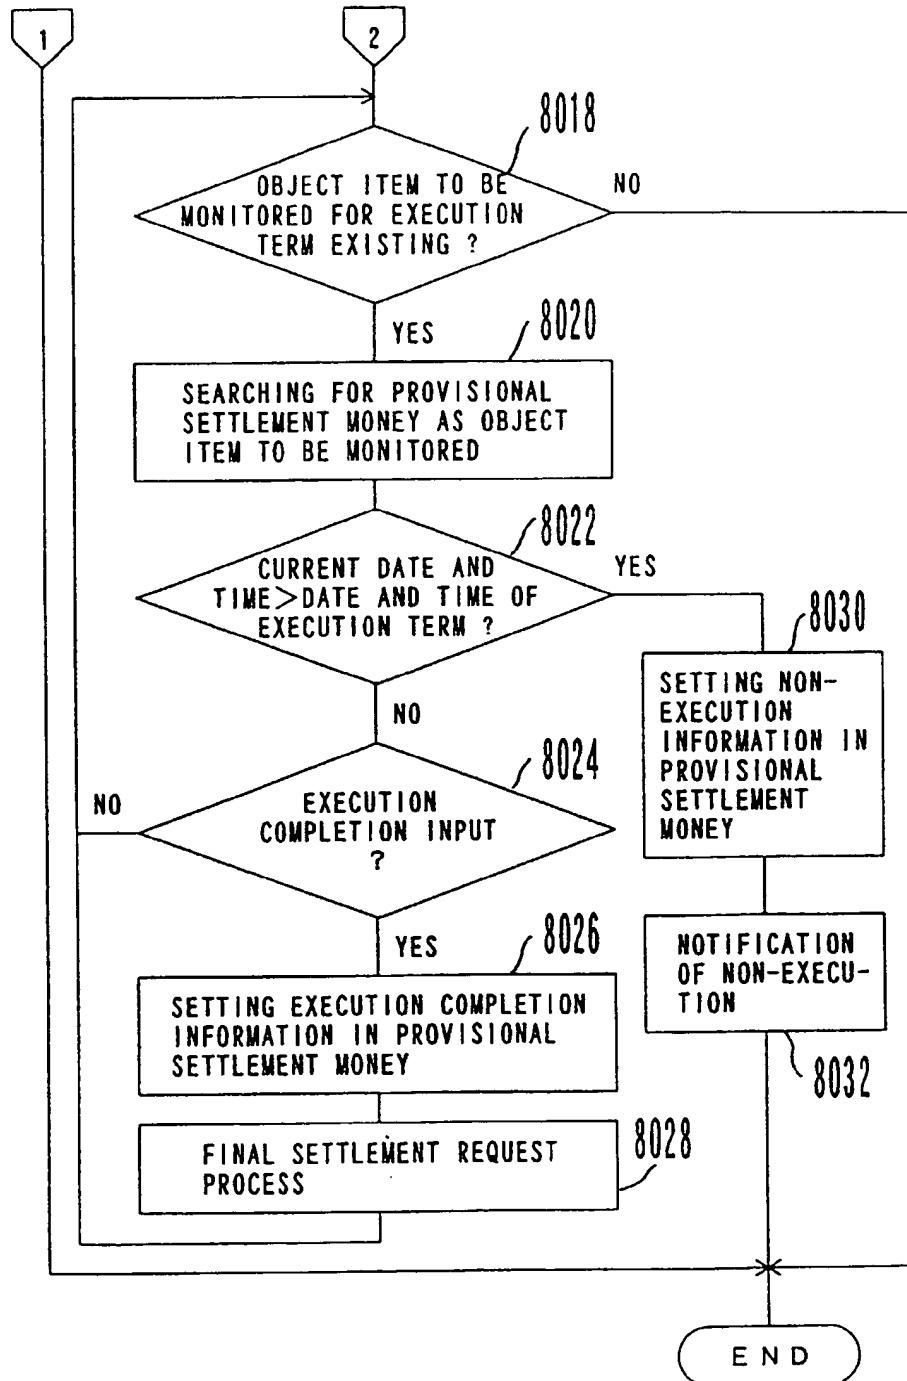 1
2
8018
OBJECT ITEM TO BE
MONITORED FOR EXECUTION
TERM EXISTING ?
NO
YES
8020
SEARCHING FOR PROVISIONAL
SETTLEMENT MONEY AS OBJECT
ITEM TO BE MONITORED
8022
CURRENT DATE AND
TIME>DATE AND TIME OF
EXECUTION TERM ?
YES
NO
8030
SETTING NON-
EXECUTION
INFORMATION IN
PROVISIONAL
SETTLEMENT
MONEY
8024
EXECUTION
COMPLETION INPUT
?
NO
YES
8026
SETTING EXECUTION COMPLETION
INFORMATION IN PROVISIONAL
SETTLEMENT MONEY
NOTIFICATION
OF NON-EXECU-
TION
8032
8028
FINAL SETTLEMENT REQUEST
PROCESS
END